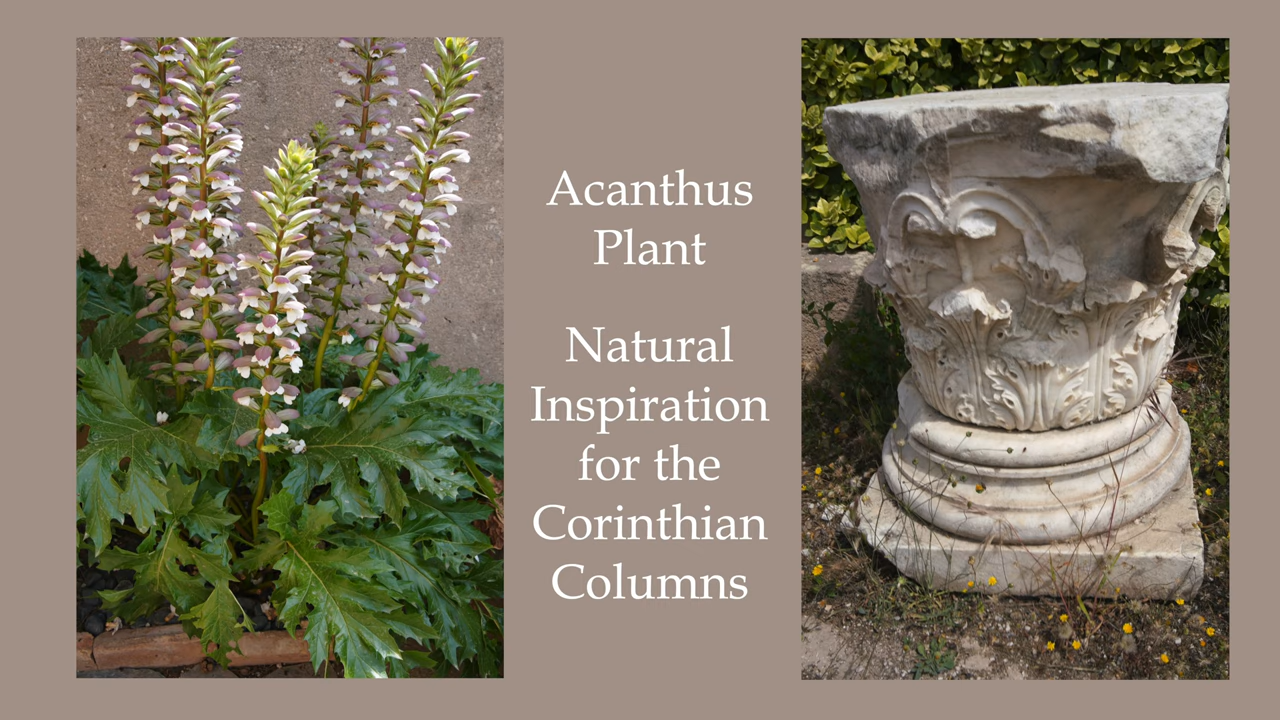 Acanthus
Plant
Natural
Inspiration
for the
Corinthian
Columns